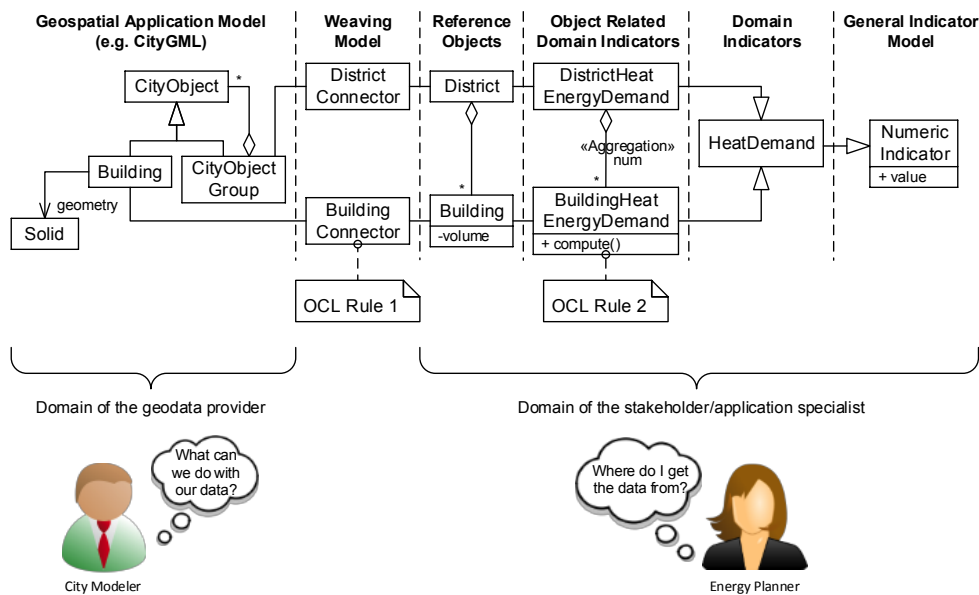 Geospatial Application Model
(e.g. CityGML)
Weaving
Model
Reference
Objects
Object Related
Domain Indicators
Domain
Indicators
General Indicator
Model
CityObject
*
Building
CityObject
Group
geometry
Solid
District
Connector
Building
Connector
OCL Rule 1
District
*
Building
-volume
DistrictHeat
EnergyDemand
«Aggregation»
num
*
BuildingHeat
EnergyDemand
+ compute()
OCL Rule 2
HeatDemand
Numeric
Indicator
+ value
Domain of the geodata provider
Domain of the stakeholder/application specialist
What can
we do with
our data?
City Modeler
Where do I get
the data from?
Energy Planner